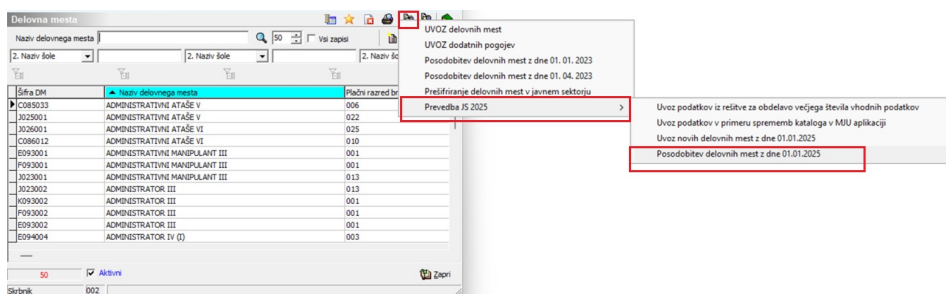 Delovna mesta
Naziv delovnega mesta
50
Vsi zapisi
2. Naziv šole
2. Naziv šole
2. Naziv šo
Šifra DM
Naziv delovnega mesta
Plačni razred br
C085033 ADMINISTRATIVNI ATAŠE V 006
J025001 ADMINISTRATIVNI ATAŠE V 022
J026001 ADMINISTRATIVNI ATAŠE VI 025
C086012 ADMINISTRATIVNI ATAŠE VI 010
E093001 ADMINISTRATIVNI MANIPULANT III 001
F093001 ADMINISTRATIVNI MANIPULANT III 001
J023001 ADMINISTRATIVNI MANIPULANT III 013
J023002 ADMINISTRATOR III 013
K093002 ADMINISTRATOR III 001
F093002 ADMINISTRATOR III 001
E093002 ADMINISTRATOR III 001
E094004 ADMINISTRATOR IV (I) 003
50
Aktivni
Zapri
Skrbnik 002
UVOZ delovnih mest
UVOZ dodatnih pogojev
Posodobitev delovnih mest z dne 01. 01. 2023
Posodobitev delovnih mest z dne 01. 04. 2023
Prešifriranje delovnih mest v javnem sektorju
Prevedba JS 2025
Uvoz podatkov iz rešitve za obdelavo večjega števila vhodnih podatkov
Uvoz podatkov v primeru sprememb kataloga v MJU aplikaciji
Uvoz novih delovnih mest z dne 01.01.2025
Posodobitev delovnih mest z dne 01.01.2025